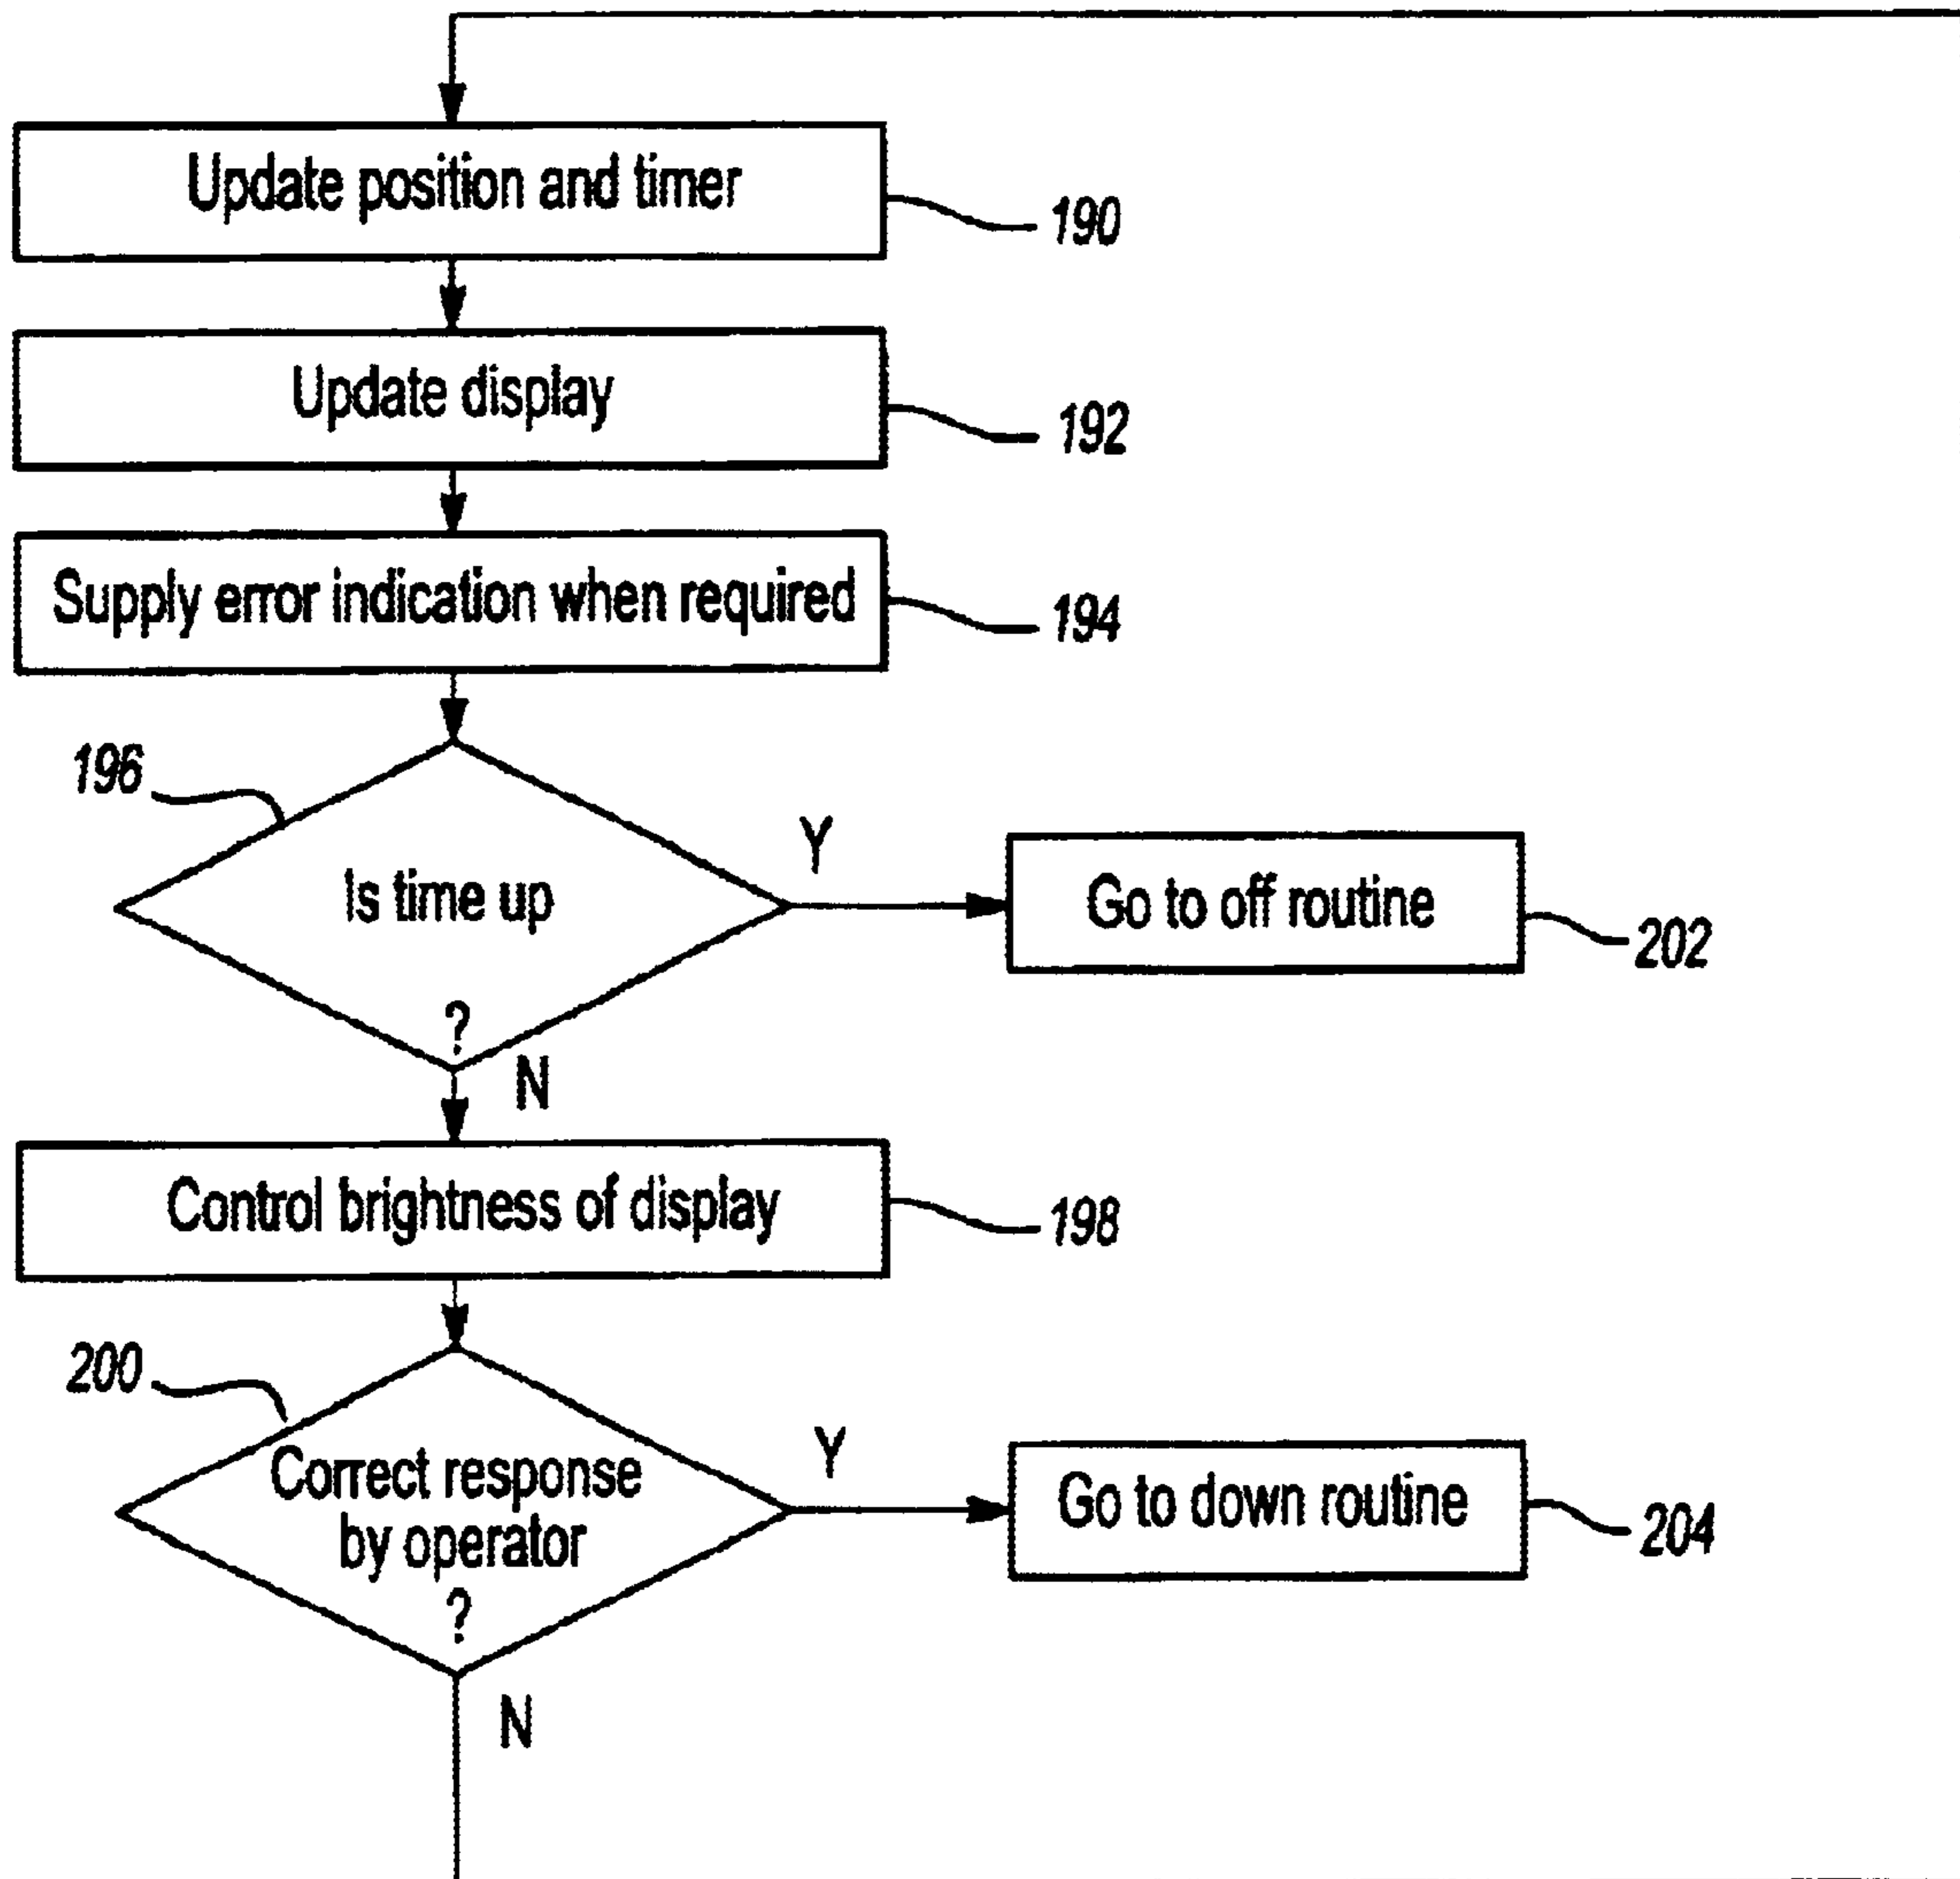 Update position and timer
190
Update display
192
Supply error indication when required
194
196
Is time up
?
Y
Go to off routine
202
N
Control brightness of display
198
200
Correct response
by operator
?
Y
Go to down routine
204
N